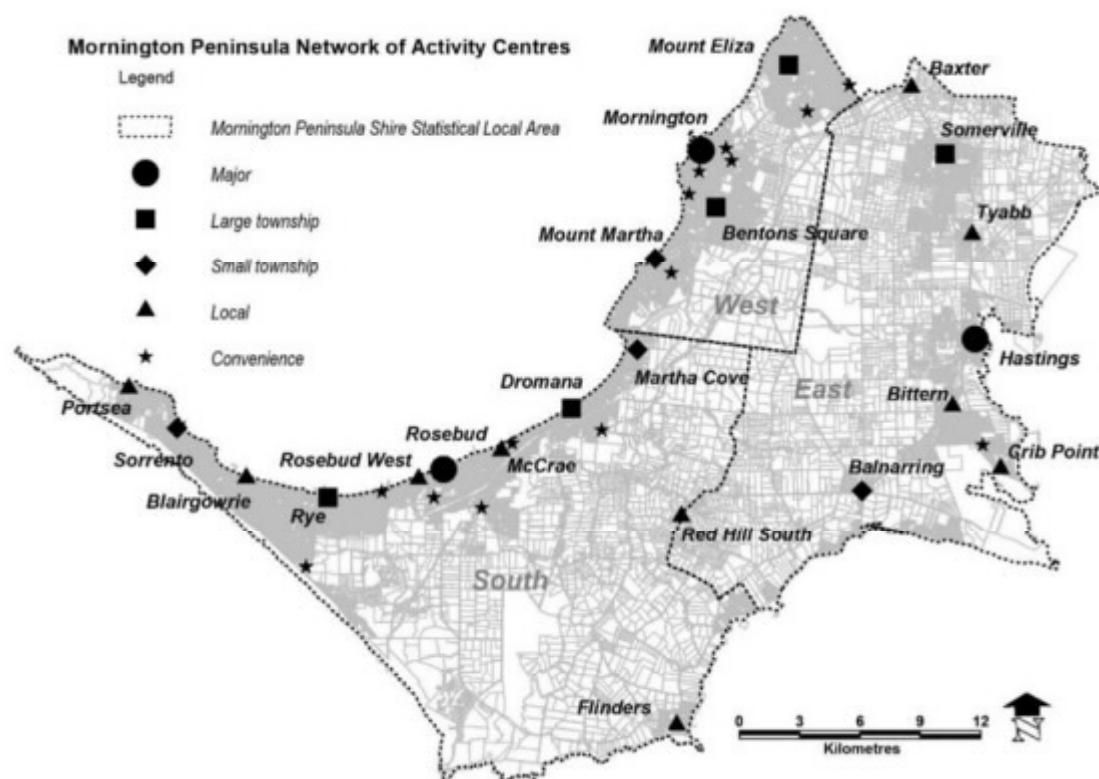 Mornington Peninsula Network of Activity Centres
Legend
Mornington Peninsula Shire Statistical Local Area
Major
Large township
Small township
Local
Convenience
Mount Eliza
Baxter
Mornington
Somerville
Tyabb
Mount Martha
Bentons Square
West
Hastings
Martha Cove
Dromana
East
Bittern
Portsea
Rosebud
Sorrento
Rosebud West
McCrae
Crib Point
Balnarring
Blairgowrie
Rye
Red Hill South
South
Flinders
0 3 6 9 12
Kilometres
N